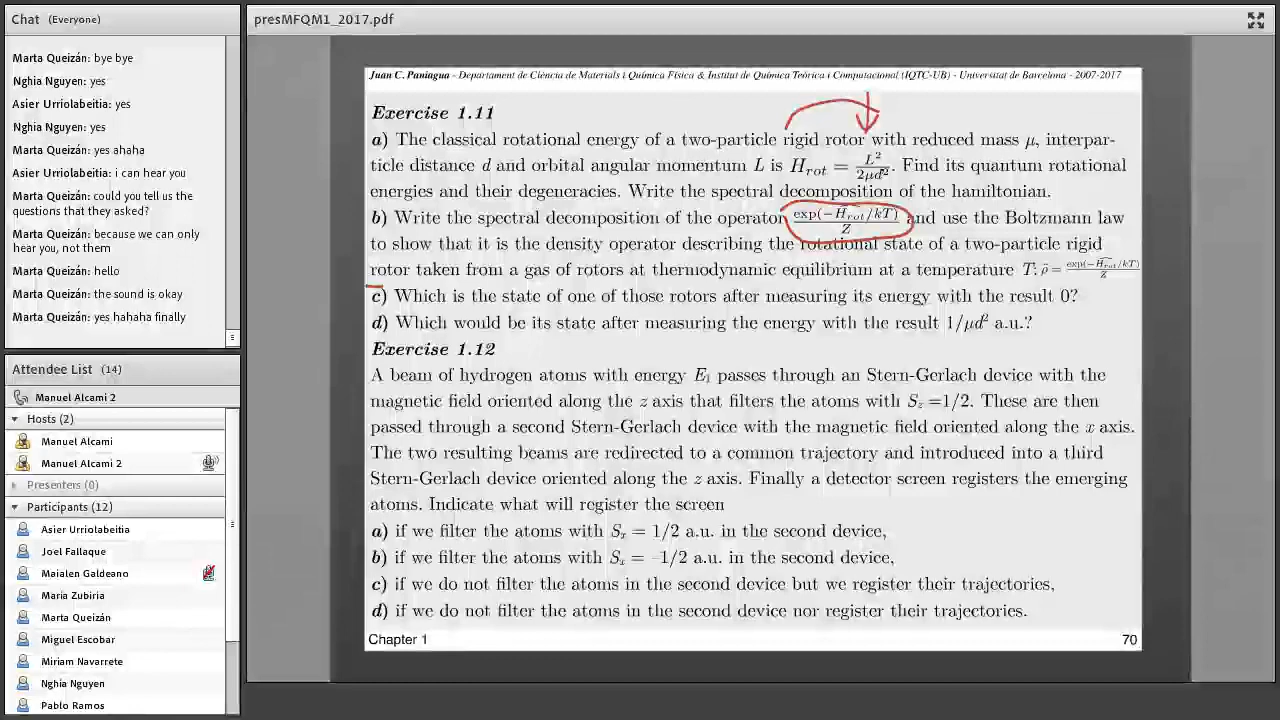 Chat (Everyone)
Marta Queizán: bye bye
Nghia Nguyen: yes
Asier Urriolabeitia: yes
Nghia Nguyen: yes
Marta Queizán: yes ahaha
Asier Urriolabeitia: i can hear you
Marta Queizán: could you tell us the
questions that they asked?
Marta Queizán: because we can only
hear you, not them
Marta Queizán: hello
Marta Queizán: the sound is okay
Marta Queizán: yes hahaha finally
Attendee List (14)
Manuel Alcami 2
Hosts (2)
Manuel Alcami
Manuel Alcami 2
Presenters (0)
Participants (12)
Asier Urriolabeitia
Joel Fallaque
Maialen Galdeano
María Zubiria
Marta Queizán
Miguel Escobar
Miriam Navarrete
Nghia Nguyen
Pablo Ramos
presMFQM1_2017.pdf
Juan C. Paniagua - Departament de Ciència de Materials i Química Física & Institut de Química Teòrica i Computacional (IQTC-UB) - Universitat de Barcelona - 2007-2017
Exercise 1.11
a) The classical rotational energy of a two-particle rigid rotor with reduced mass μ, interpar-
ticle distance d and orbital angular momentum L is H_rot = L²/2μd². Find its quantum rotational
energies and their degeneracies. Write the spectral decomposition of the hamiltonian.
b) Write the spectral decomposition of the operator exp(−H_rot/kT)/Z and use the Boltzmann law
to show that it is the density operator describing the rotational state of a two-particle rigid
rotor taken from a gas of rotors at thermodynamic equilibrium at a temperature T: ρ̂ = exp(−Ĥ_rot/kT)/Z
c) Which is the state of one of those rotors after measuring its energy with the result 0?
d) Which would be its state after measuring the energy with the result 1/μd² a.u.?
Exercise 1.12
A beam of hydrogen atoms with energy E₁ passes through an Stern-Gerlach device with the
magnetic field oriented along the z axis that filters the atoms with S_z =1/2. These are then
passed through a second Stern-Gerlach device with the magnetic field oriented along the x axis.
The two resulting beams are redirected to a common trajectory and introduced into a third
Stern-Gerlach device oriented along the z axis. Finally a detector screen registers the emerging
atoms. Indicate what will register the screen
a) if we filter the atoms with S_x = 1/2 a.u. in the second device,
b) if we filter the atoms with S_x = −1/2 a.u. in the second device,
c) if we do not filter the atoms in the second device but we register their trajectories,
d) if we do not filter the atoms in the second device nor register their trajectories.
Chapter 1
70